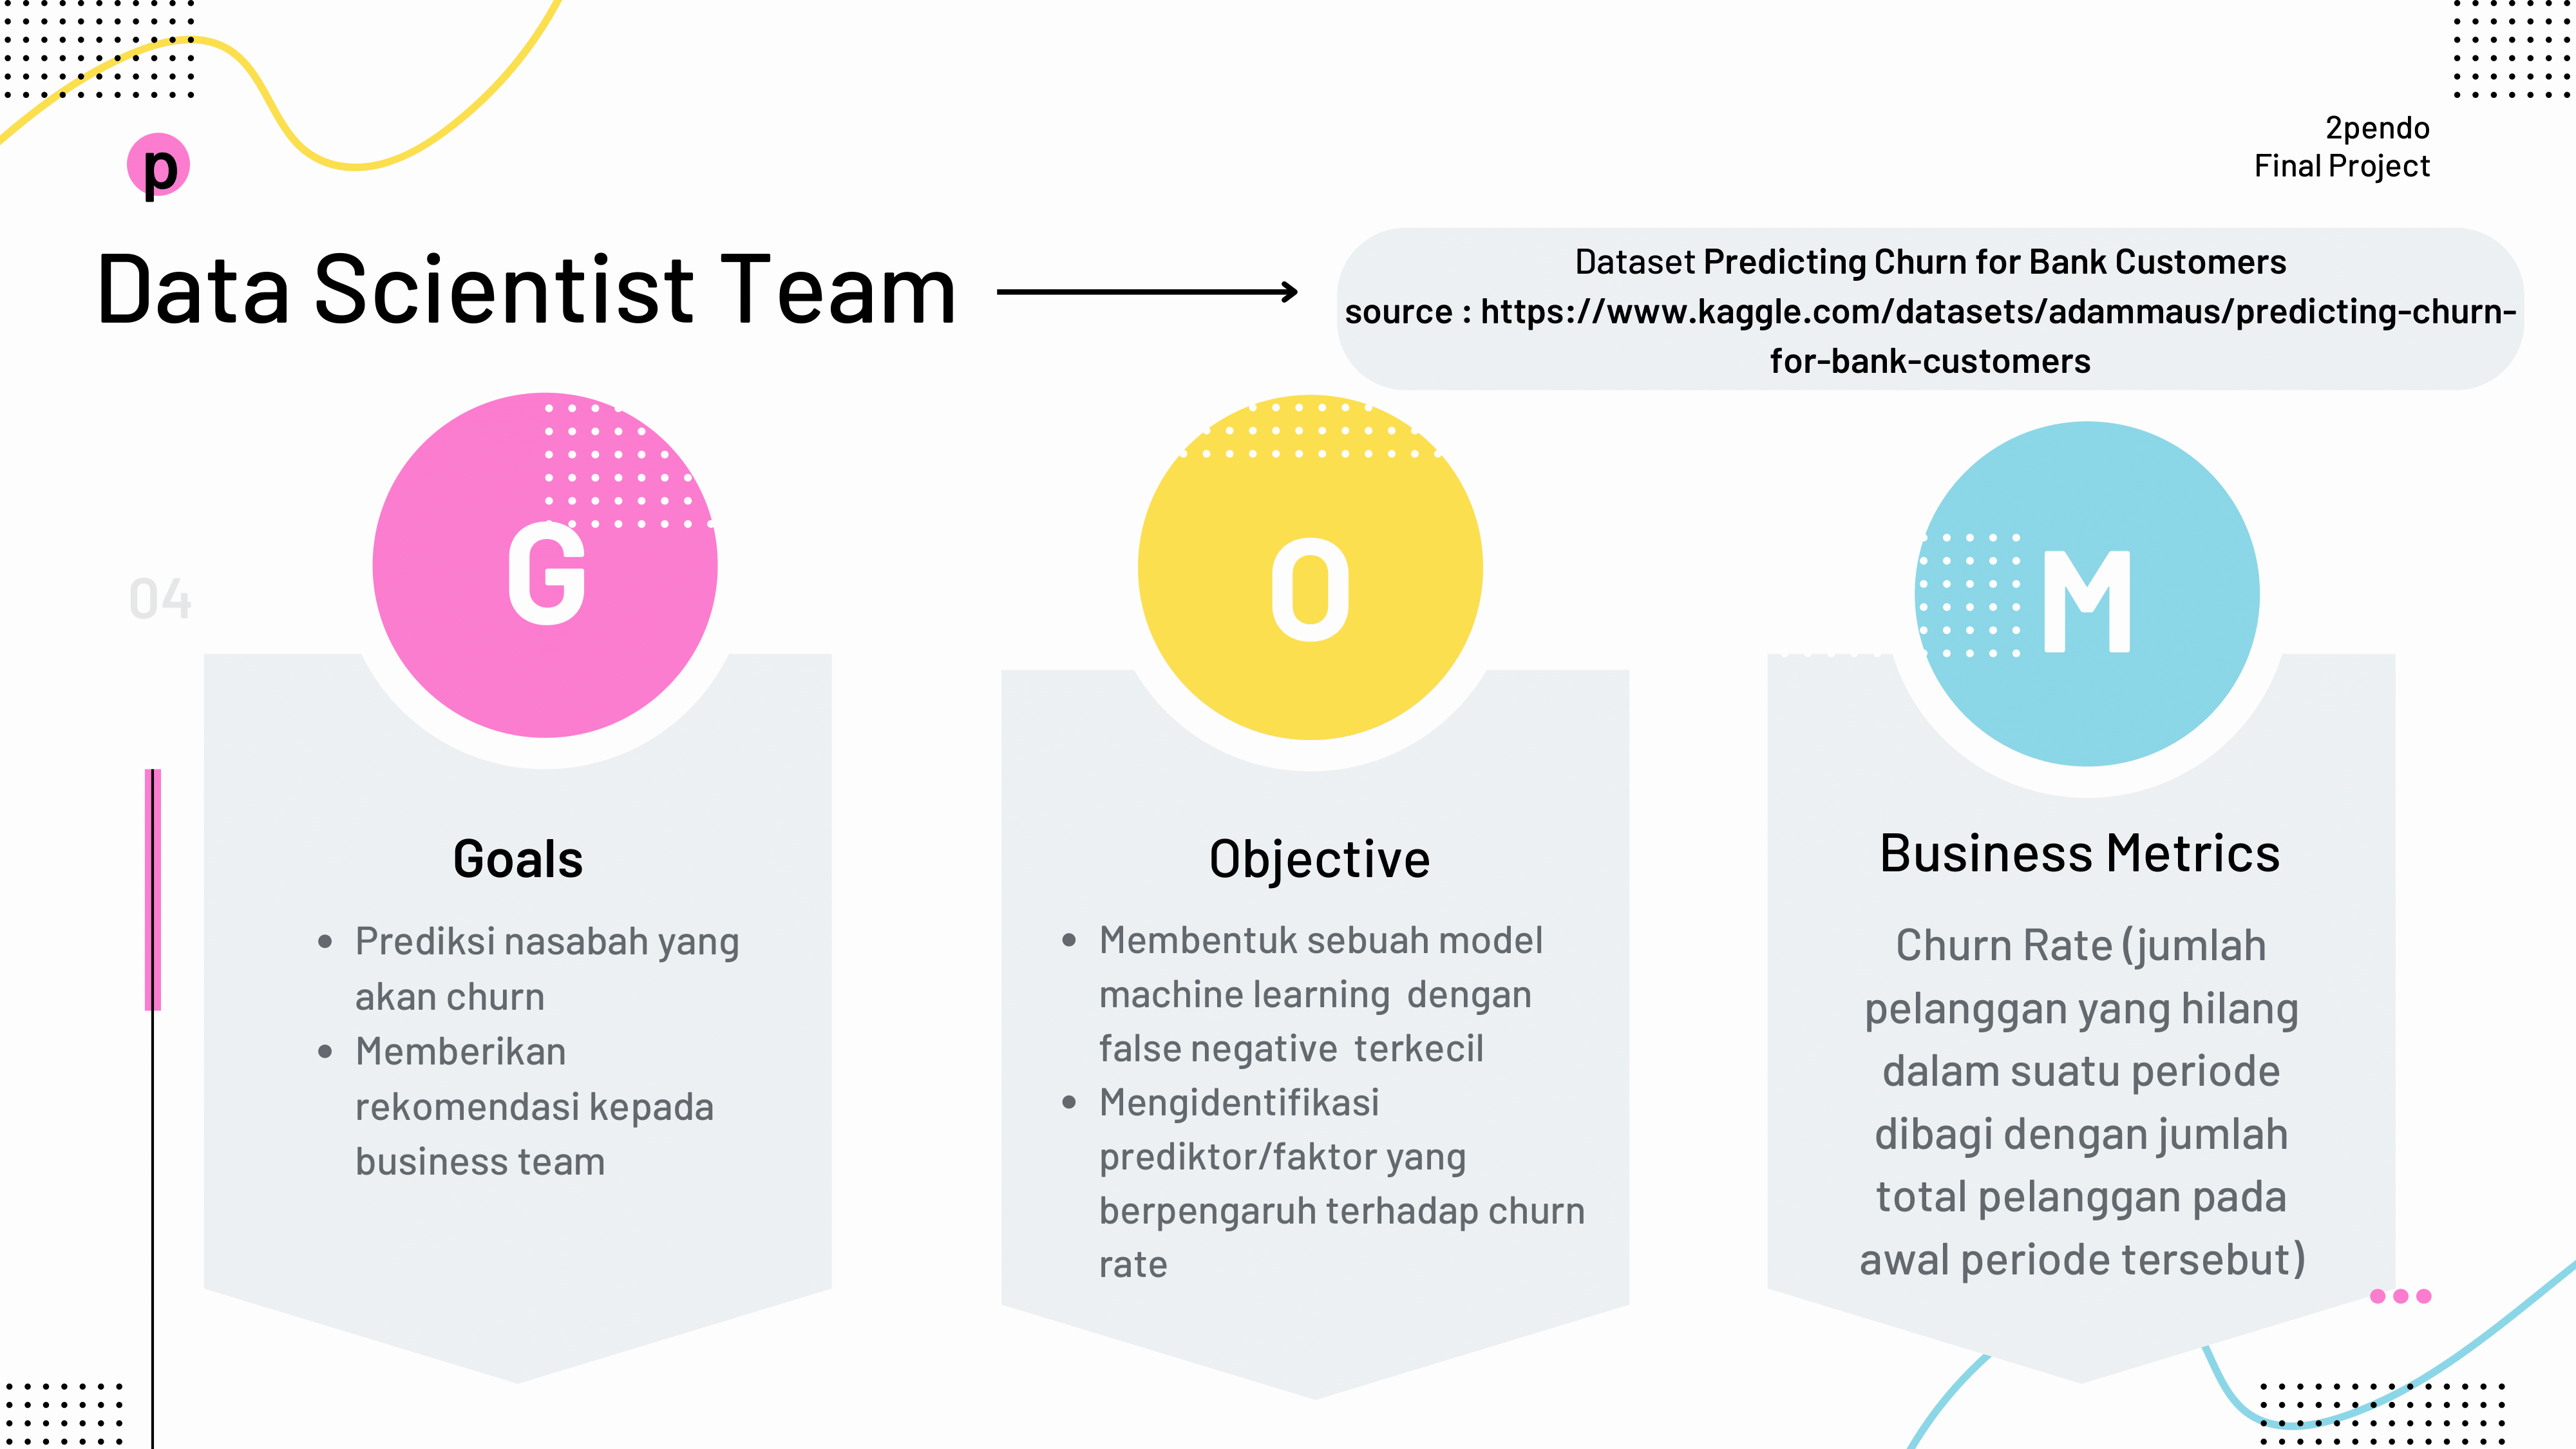 2pendo
Final Project
p
Data Scientist Team
Dataset Predicting Churn for Bank Customers
source : https://www.kaggle.com/datasets/adammaus/predicting-churn-
for-bank-customers
04
G
Goals
• Prediksi nasabah yang
akan churn
• Memberikan
rekomendasi kepada
business team
O
Objective
• Membentuk sebuah model
machine learning  dengan
false negative  terkecil
• Mengidentifikasi
prediktor/faktor yang
berpengaruh terhadap churn
rate
M
Business Metrics
Churn Rate (jumlah
pelanggan yang hilang
dalam suatu periode
dibagi dengan jumlah
total pelanggan pada
awal periode tersebut)